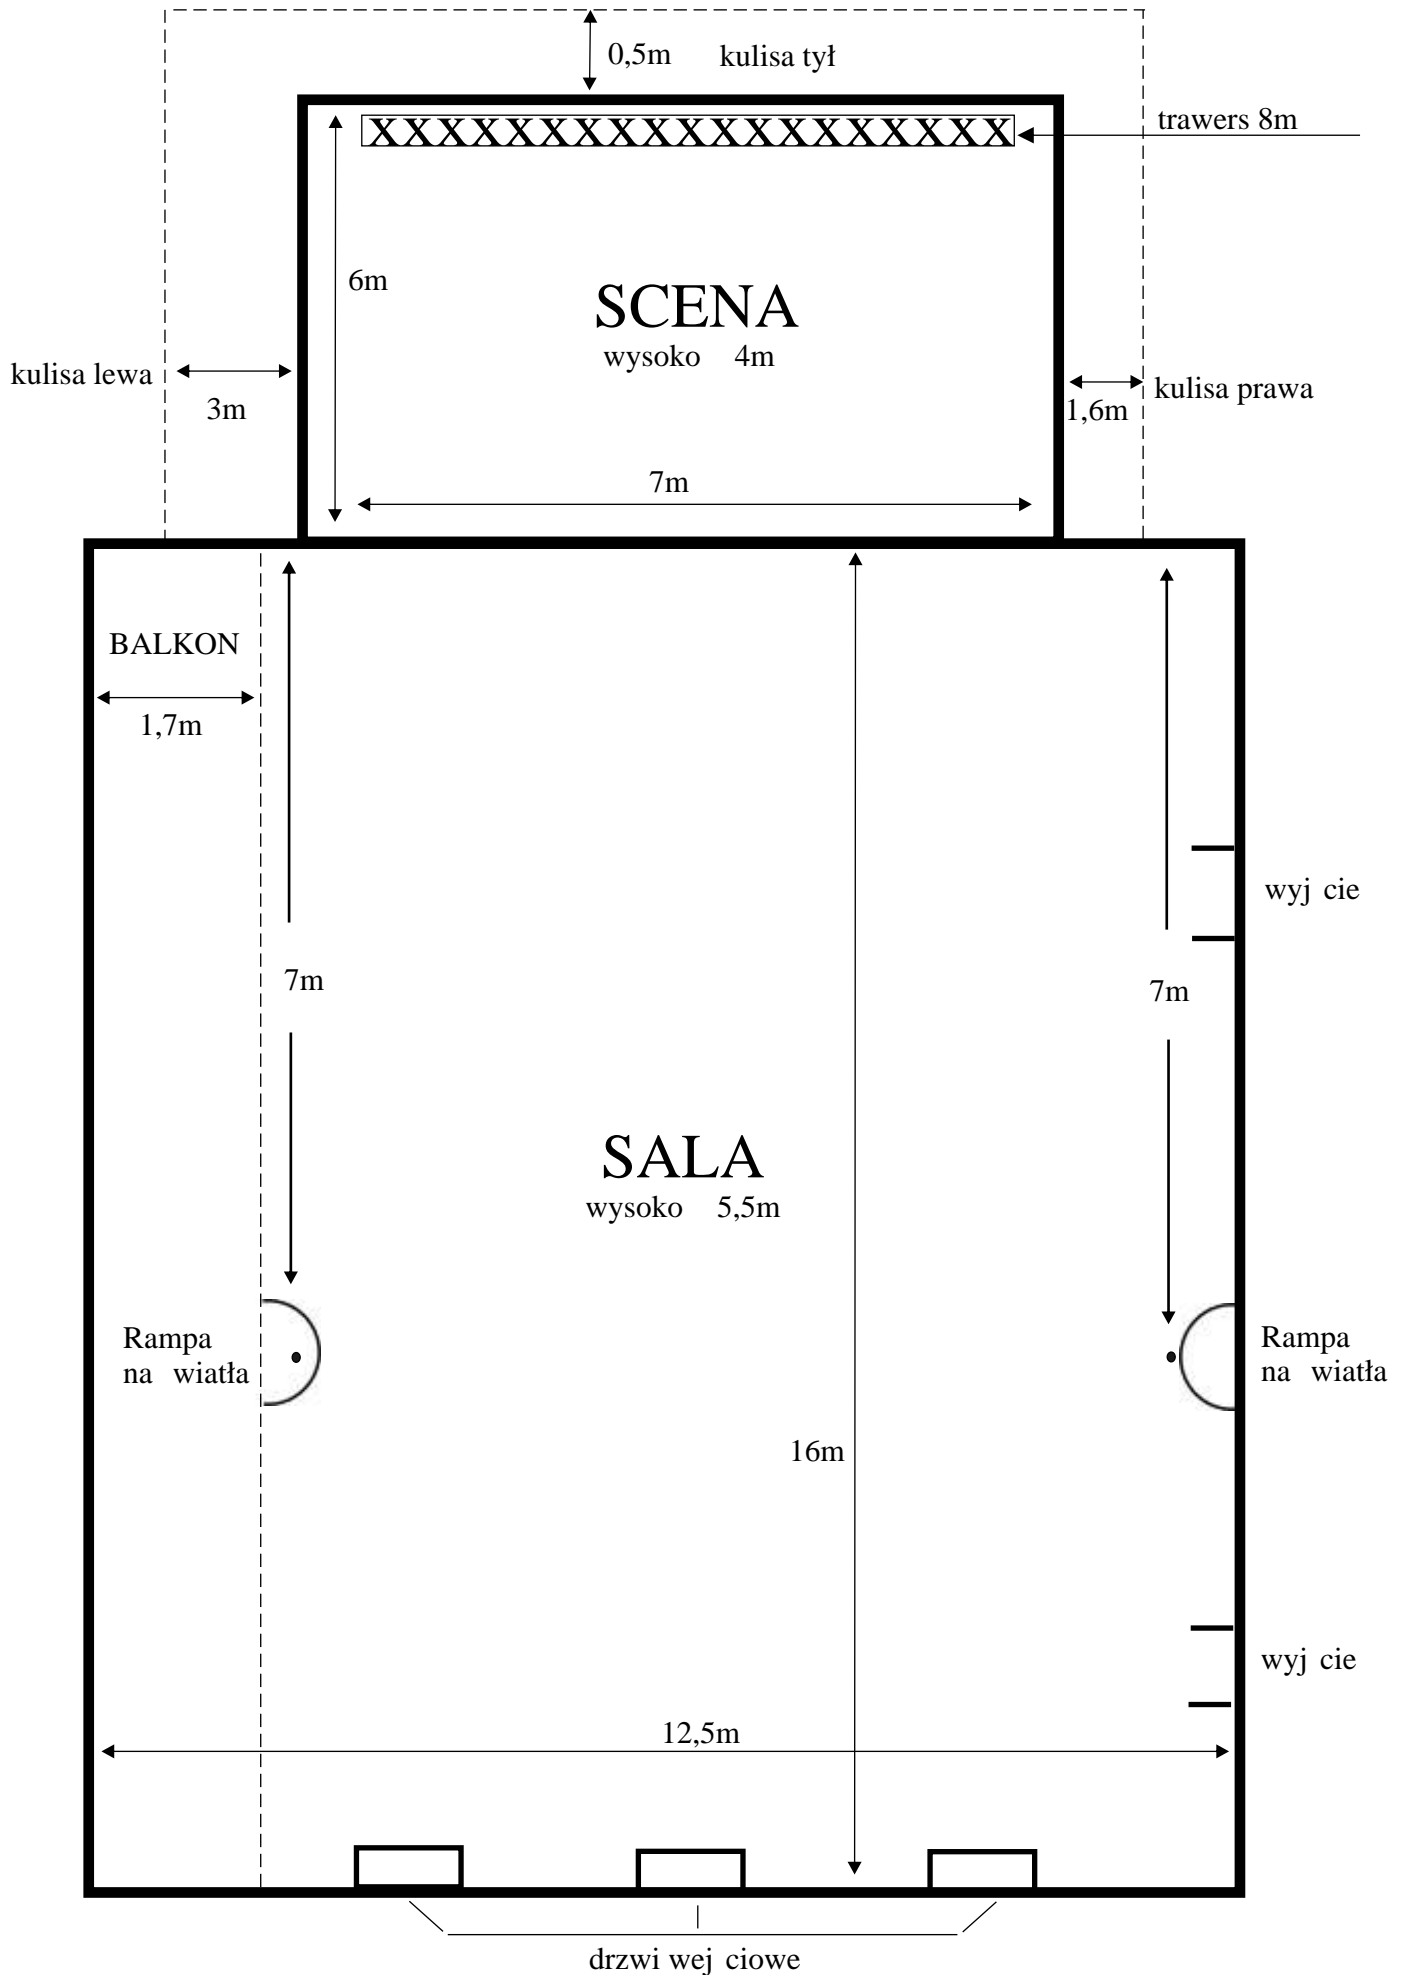 0,5m kulisa tył
trawers 8m
XXXXXXXXXXXXXXXXXXX
6m
SCENA
wysoko 4m
kulisa lewa
3m
kulisa prawa
1,6m
7m
BALKON
1,7m
wyj cie
7m
7m
SALA
wysoko 5,5m
Rampa
na wiatła
Rampa
na wiatła
16m
wyj cie
12,5m
drzwi wej ciowe